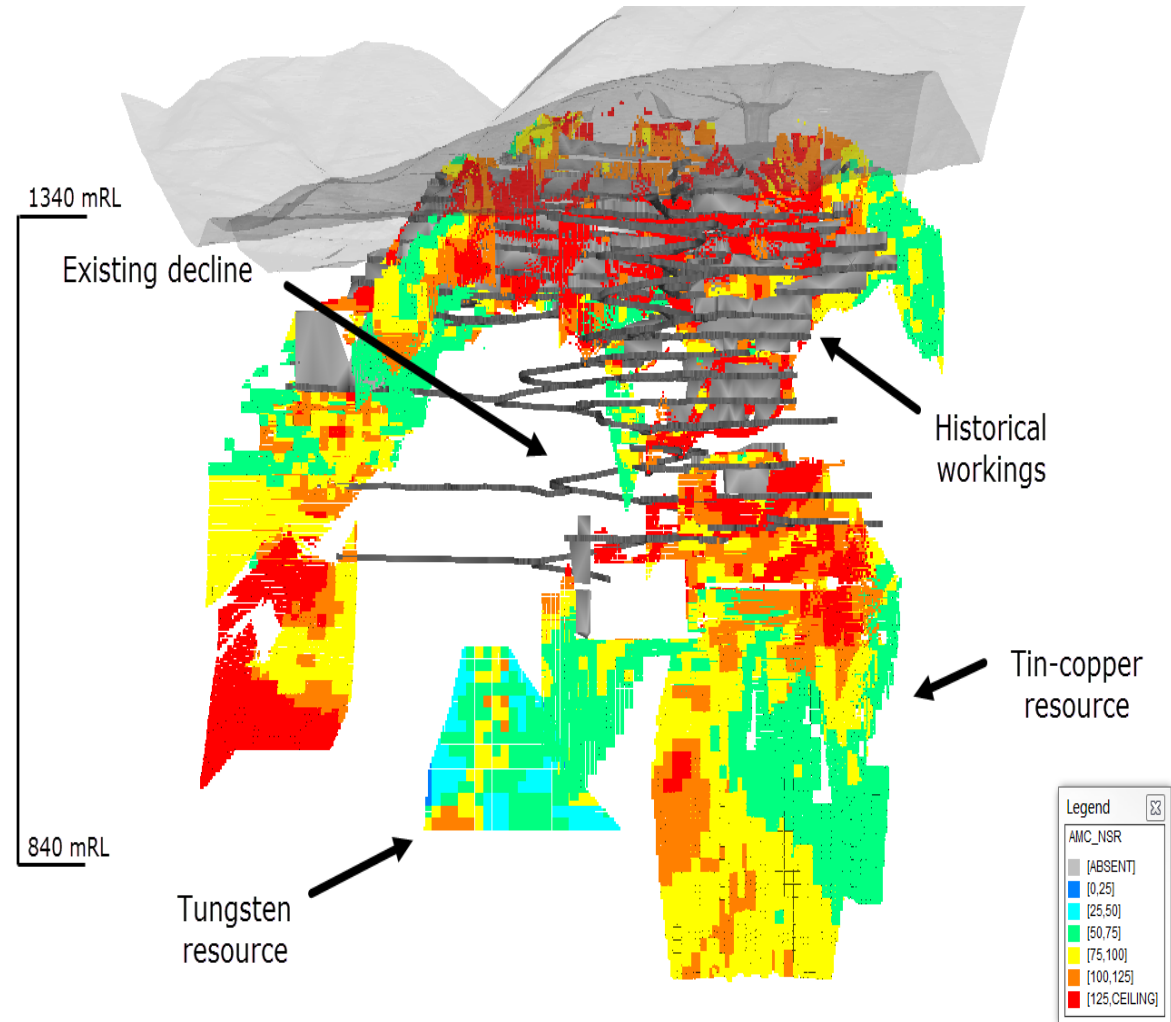 1340 mRL
Existing decline
Historical
workings
Tin-copper
resource
840 mRL
Tungsten
resource
Legend
AMC_NSR
[ABSENT]
[0,25]
[25,50]
[50,75]
[75,100]
[100,125]
[125,CEILING]